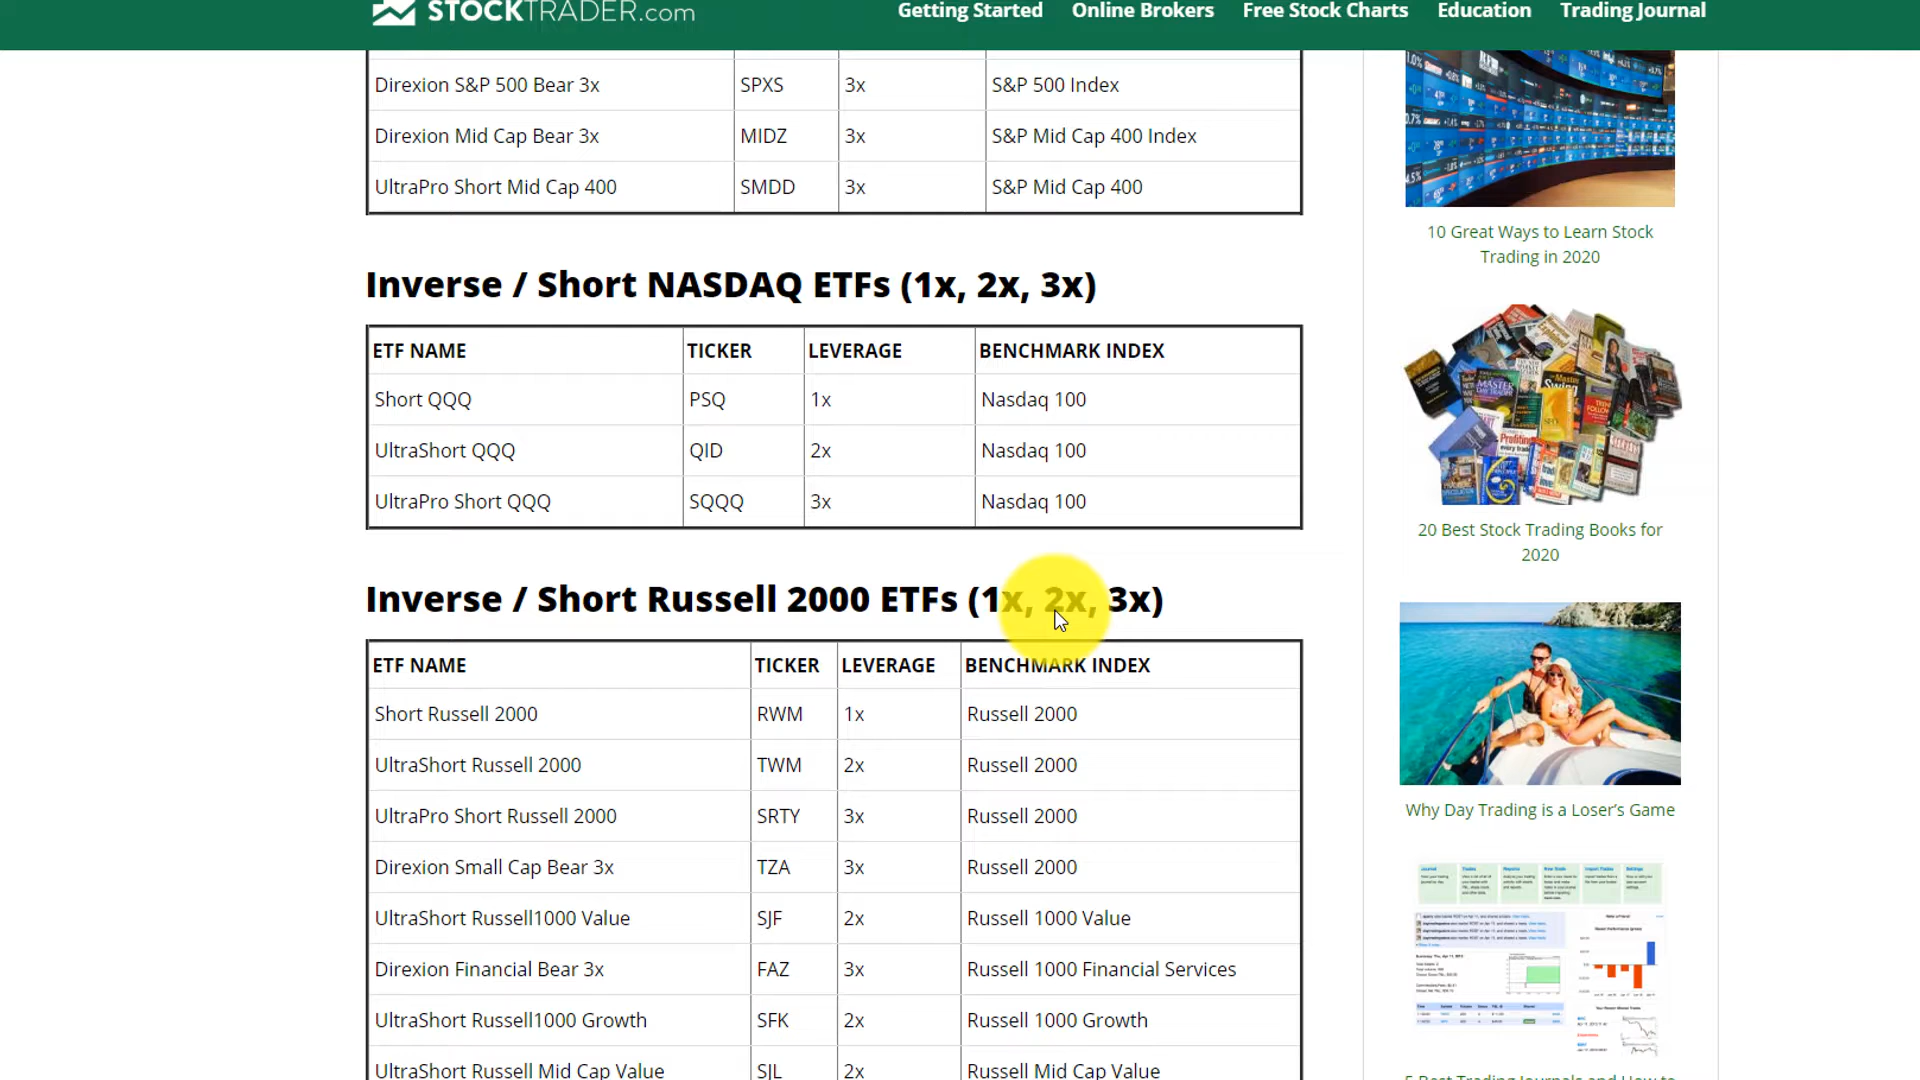 STOCKTRADER.com
Getting Started Online Brokers Free Stock Charts Education Trading Journal
Direxion S&P 500 Bear 3x SPXS 3x S&P 500 Index
Direxion Mid Cap Bear 3x MIDZ 3x S&P Mid Cap 400 Index
UltraPro Short Mid Cap 400 SMDD 3x S&P Mid Cap 400
Inverse / Short NASDAQ ETFs (1x, 2x, 3x)
ETF NAME TICKER LEVERAGE BENCHMARK INDEX
Short QQQ PSQ 1x Nasdaq 100
UltraShort QQQ QID 2x Nasdaq 100
UltraPro Short QQQ SQQQ 3x Nasdaq 100
Inverse / Short Russell 2000 ETFs (1x, 2x, 3x)
ETF NAME TICKER LEVERAGE BENCHMARK INDEX
Short Russell 2000 RWM 1x Russell 2000
UltraShort Russell 2000 TWM 2x Russell 2000
UltraPro Short Russell 2000 SRTY 3x Russell 2000
Direxion Small Cap Bear 3x TZA 3x Russell 2000
UltraShort Russell1000 Value SJF 2x Russell 1000 Value
Direxion Financial Bear 3x FAZ 3x Russell 1000 Financial Services
UltraShort Russell1000 Growth SFK 2x Russell 1000 Growth
UltraShort Russell Mid Cap Value SJL 2x Russell Mid Cap Value
10 Great Ways to Learn Stock
Trading in 2020
20 Best Stock Trading Books for
2020
Why Day Trading is a Loser's Game
5 Best Trading Journals and How to